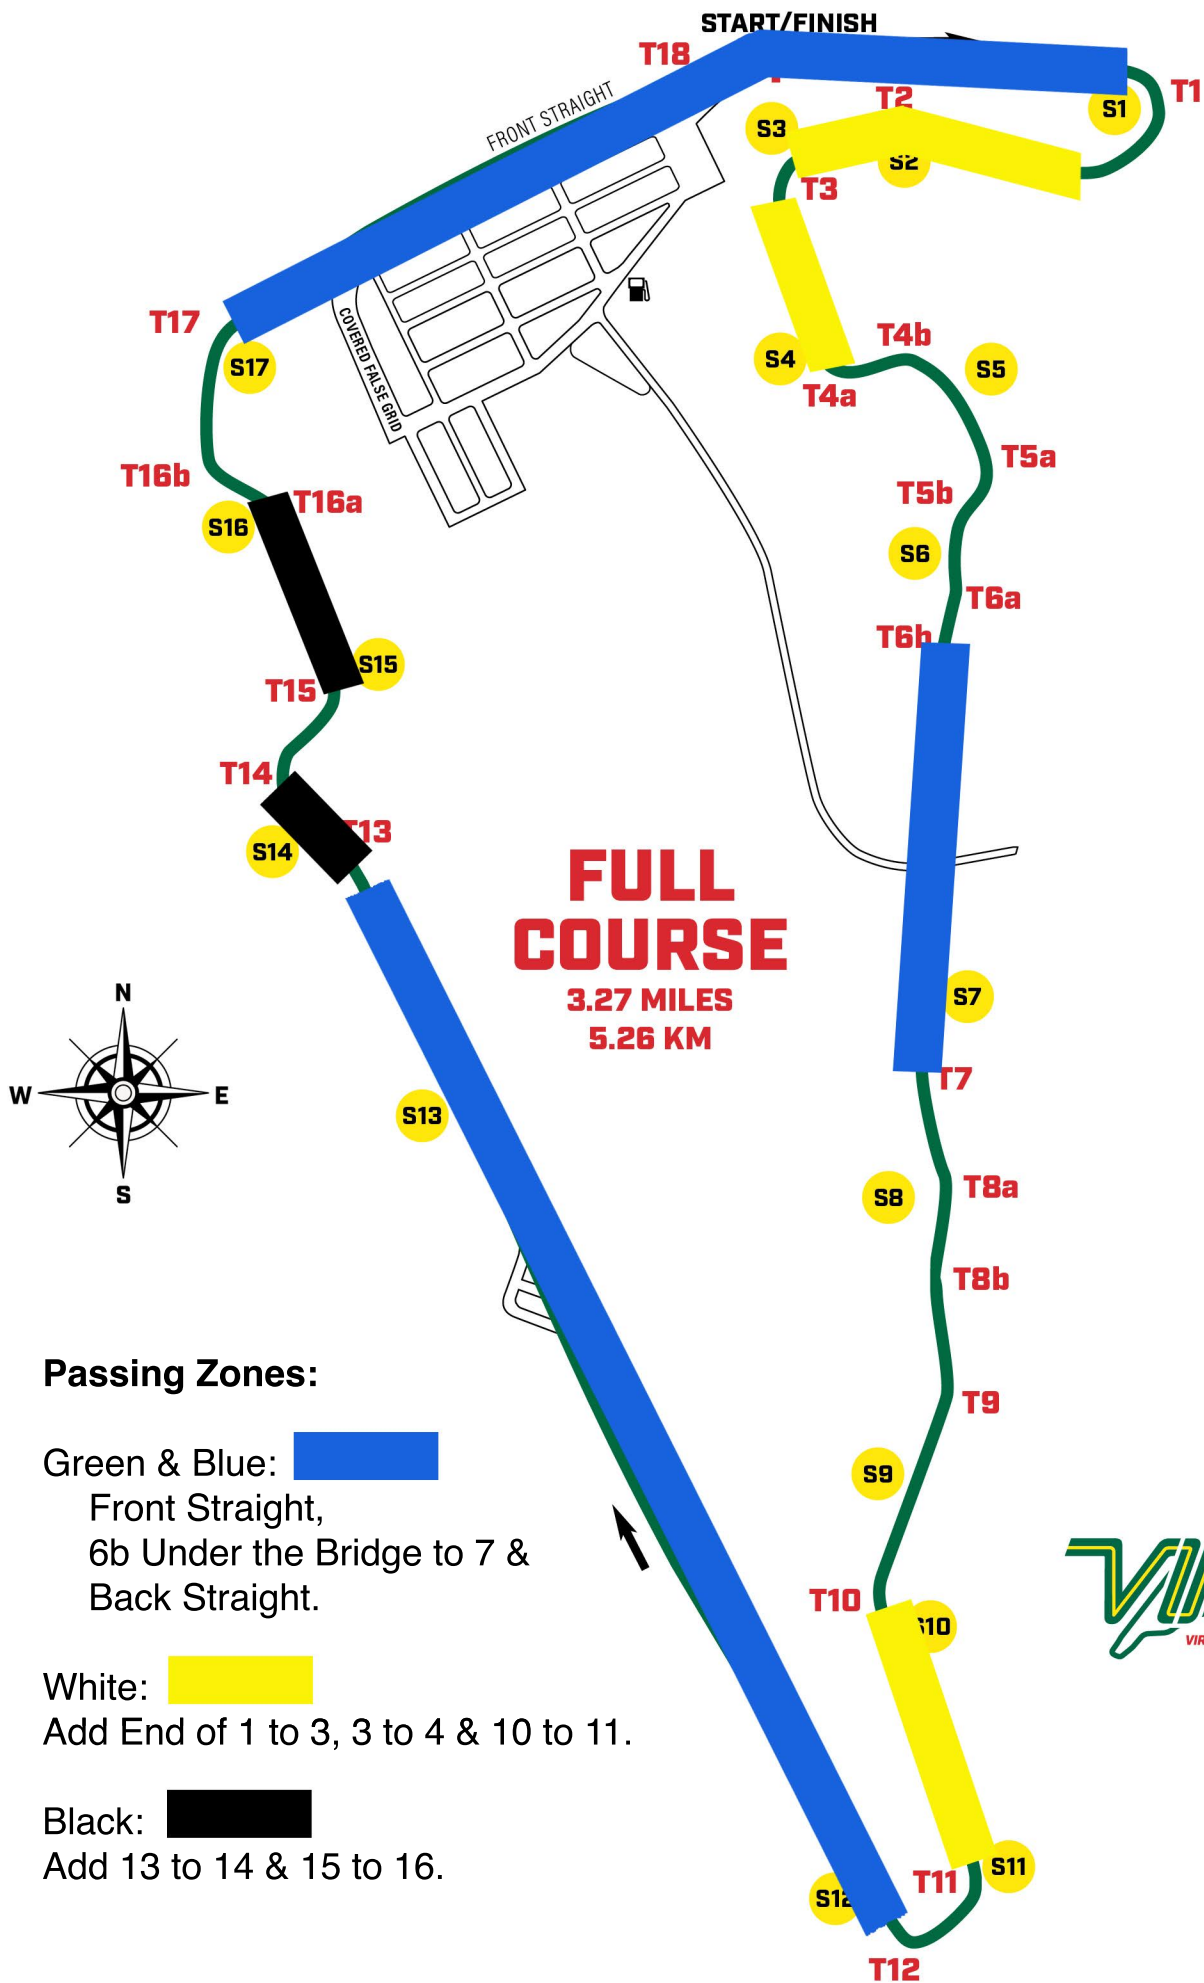 START/FINISH
T18
T1
FRONT STRAIGHT
T2
S1
S3
S2
T3
COVERED FALSE GRID
T17
S17
T4b
S4
S5
T4a
T5a
T16b
T16a
T5b
S16
S6
T6a
T6b
S15
T15
T14
T13
S14
FULL
COURSE
3.27 MILES
5.26 KM
N
W
E
S
S7
T7
S13
S8
T8a
T8b
Passing Zones:
T9
Green & Blue:
S9
Front Straight,
6b Under the Bridge to 7 &
Back Straight.
T10
S10
VIR
White:
Add End of 1 to 3, 3 to 4 & 10 to 11.
Black:
Add 13 to 14 & 15 to 16.
T11
S11
S12
T12